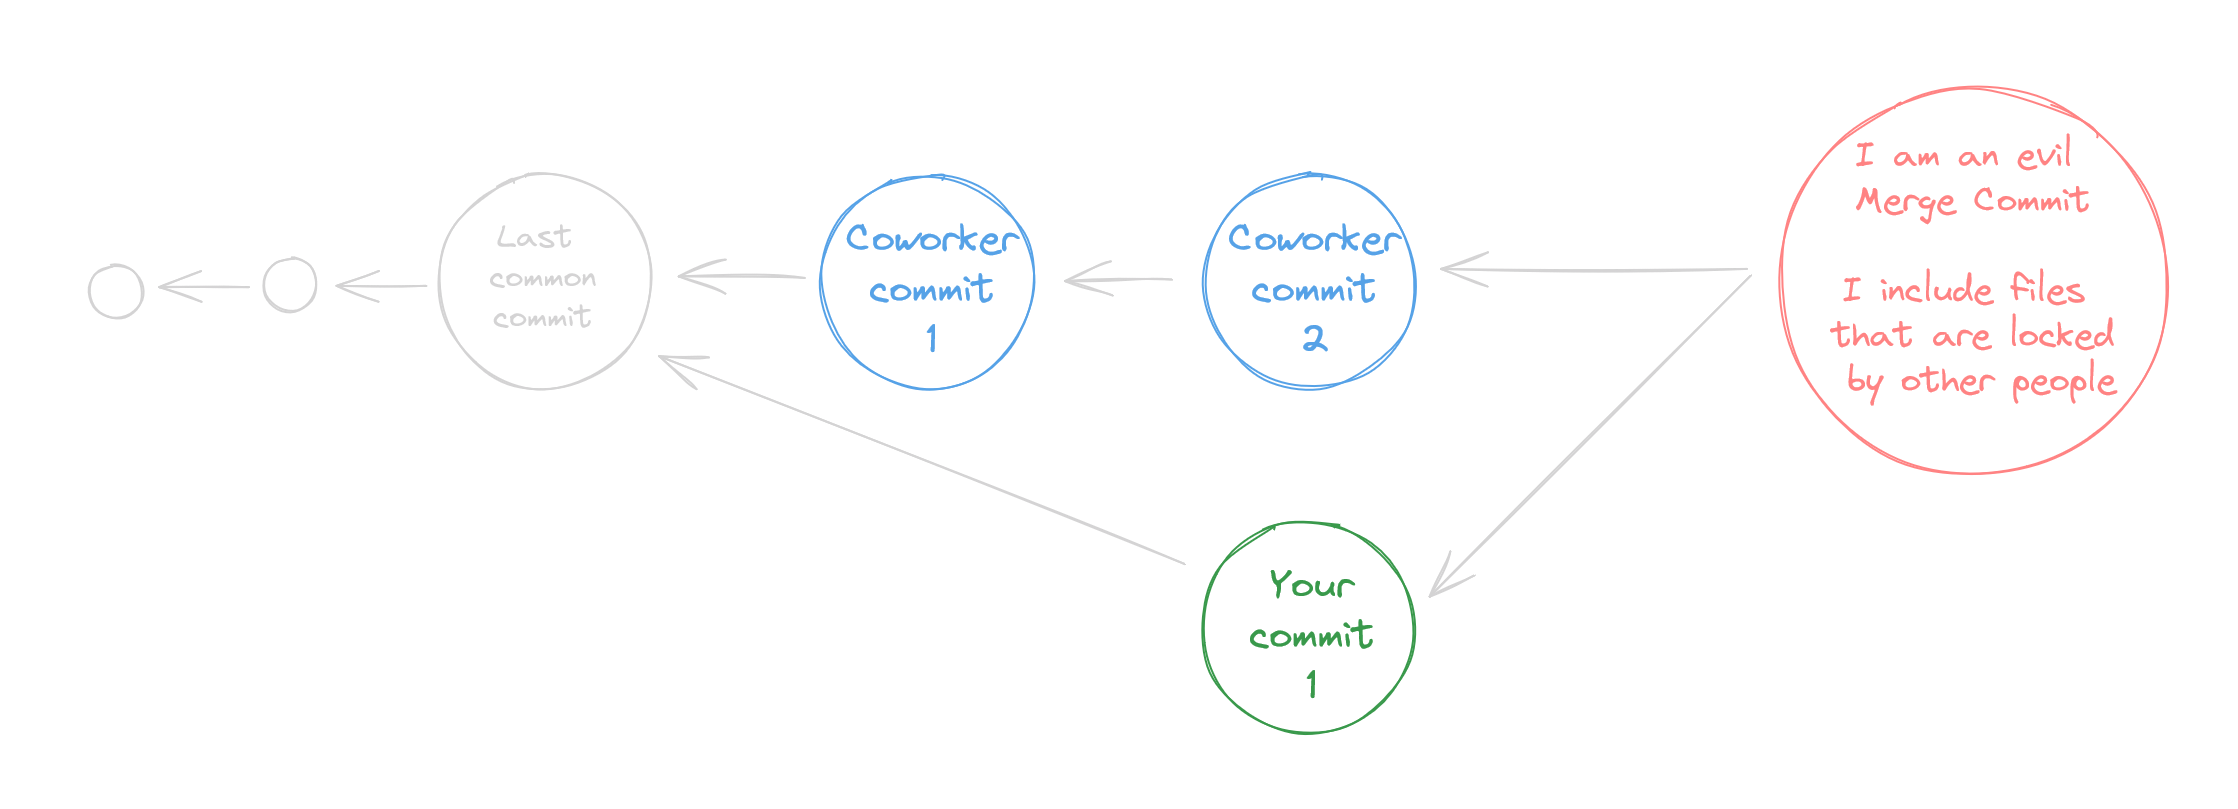 Last
common
commit
Coworker
commit
1
Coworker
commit
2
I am an evil
Merge Commit
I include files
that are locked
by other people
Your
commit
1